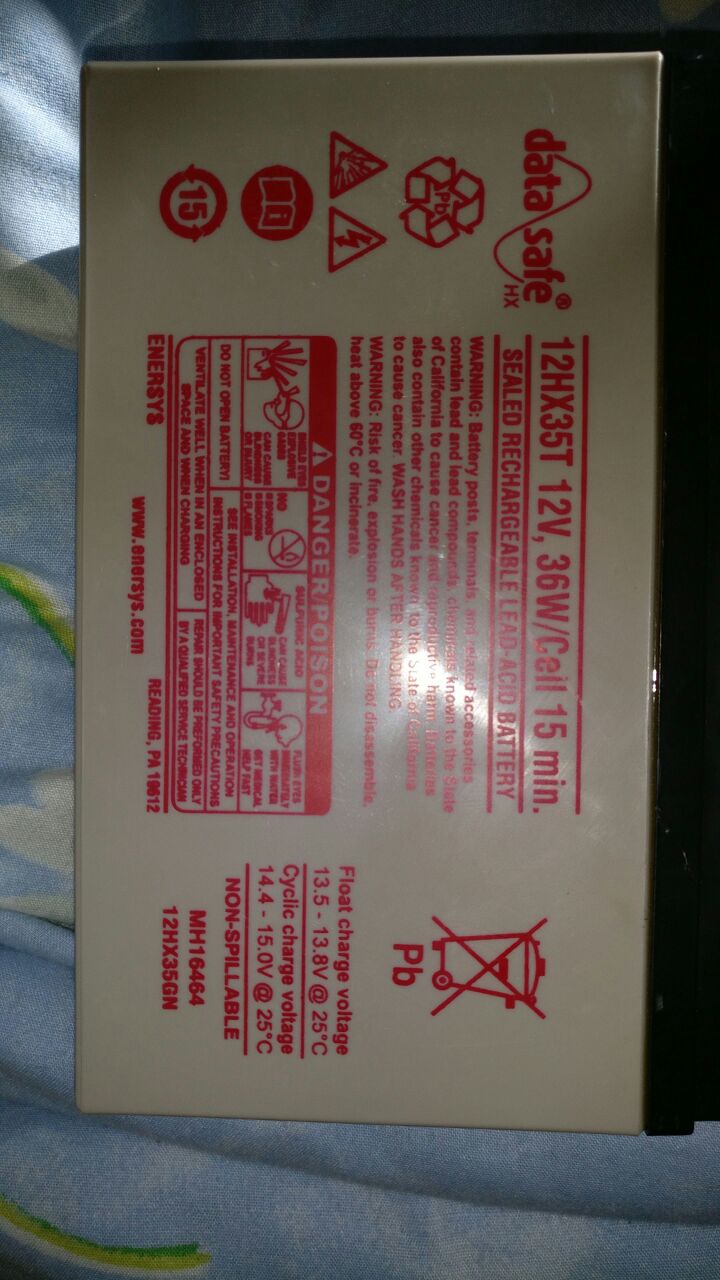 data safe® HX
Pb
15
12HX35T 12V, 36W/Cell 15 min.
SEALED RECHARGEABLE LEAD-ACID BATTERY
WARNING: Battery posts, terminals, and related accessories
contain lead and lead compounds, chemicals known to the State
of California to cause cancer and reproductive harm. Batteries
also contain other chemicals known to the State of California
to cause cancer. WASH HANDS AFTER HANDLING.
WARNING: Risk of fire, explosion or burns. Do not disassemble,
heat above 60°C or incinerate.
DANGER/POISON
SHIELD EYES
EXPLOSIVE
GASES
CAN CAUSE
BLINDNESS
OR INJURY
NO
SPARKS
SMOKING
FLAMES
SULFURIC ACID
CAN CAUSE
BLINDNESS
OR SEVERE
BURNS
FLUSH EYES
IMMEDIATELY
WITH WATER
GET MEDICAL
HELP FAST
DO NOT OPEN BATTERY!
SEE INSTALLATION, MAINTENANCE AND OPERATION
INSTRUCTIONS FOR IMPORTANT SAFETY PRECAUTIONS
VENTILATE WELL WHEN IN AN ENCLOSED
SPACE AND WHEN CHARGING
REPAIR SHOULD BE PREFORMED ONLY
BY A QUALIFIED SERVICE TECHNICIAN
ENERSYS
www.enersys.com
READING, PA 19612
Pb
Float charge voltage
13.5 - 13.8V @ 25°C
Cyclic charge voltage
14.4 - 15.0V @ 25°C
NON-SPILLABLE
MH16464
12HX35GN